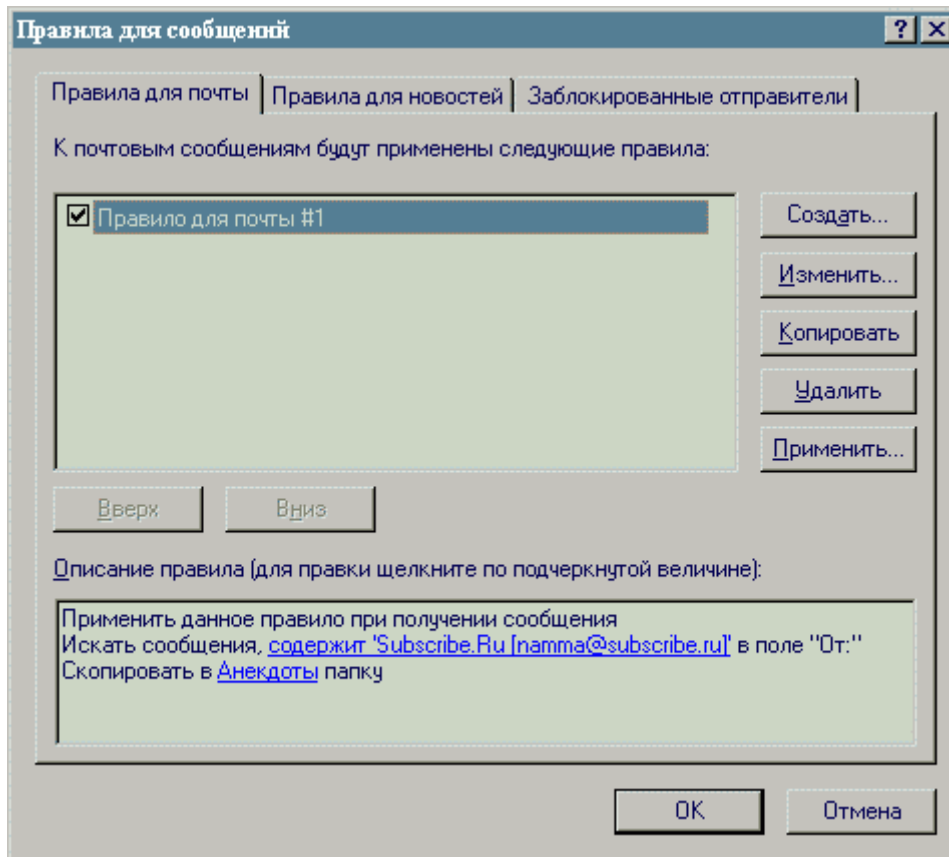 Правила для сообщений
Правила для почты
Правила для новостей
Заблокированные отправители
К почтовым сообщениям будут применены следующие правила:
Правило для почты #1
Создать...
Изменить...
Копировать
Удалить
Применить...
Вверх
Вниз
Описание правила (для правки щелкните по подчеркнутой величине):
Применить данное правило при получении сообщения
Искать сообщения, содержит 'Subscribe.Ru [namma@subscribe.ru]' в поле "От:"
Скопировать в Анекдоты папку
OK
Отмена